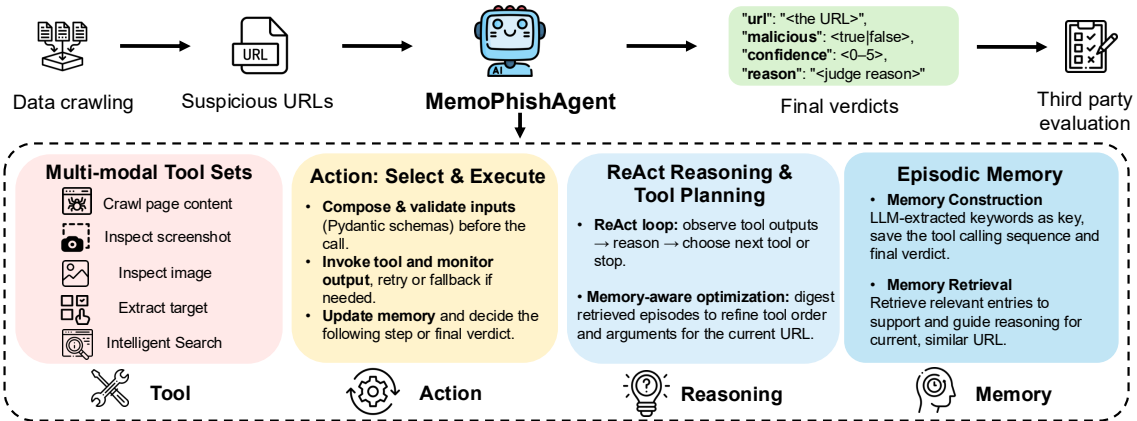 Data crawling
URL
Suspicious URLs
AI
MemoPhishAgent
"url": "<the URL>",
"malicious": <true|false>,
"confidence": <0–5>,
"reason": "<judge reason>"
Final verdicts
Third party
evaluation
Multi-modal Tool Sets
Crawl page content
Inspect screenshot
Inspect image
Extract target
Intelligent Search
Tool
Action: Select & Execute
• Compose & validate inputs
(Pydantic schemas) before the
call.
• Invoke tool and monitor
output, retry or fallback if
needed.
• Update memory and decide the
following step or final verdict.
Action
ReAct Reasoning &
Tool Planning
• ReAct loop: observe tool outputs
→ reason → choose next tool or
stop.
• Memory-aware optimization: digest
retrieved episodes to refine tool order
and arguments for the current URL.
Reasoning
Episodic Memory
• Memory Construction
LLM-extracted keywords as key,
save the tool calling sequence and
final verdict.
• Memory Retrieval
Retrieve relevant entries to
support and guide reasoning for
current, similar URL.
Memory